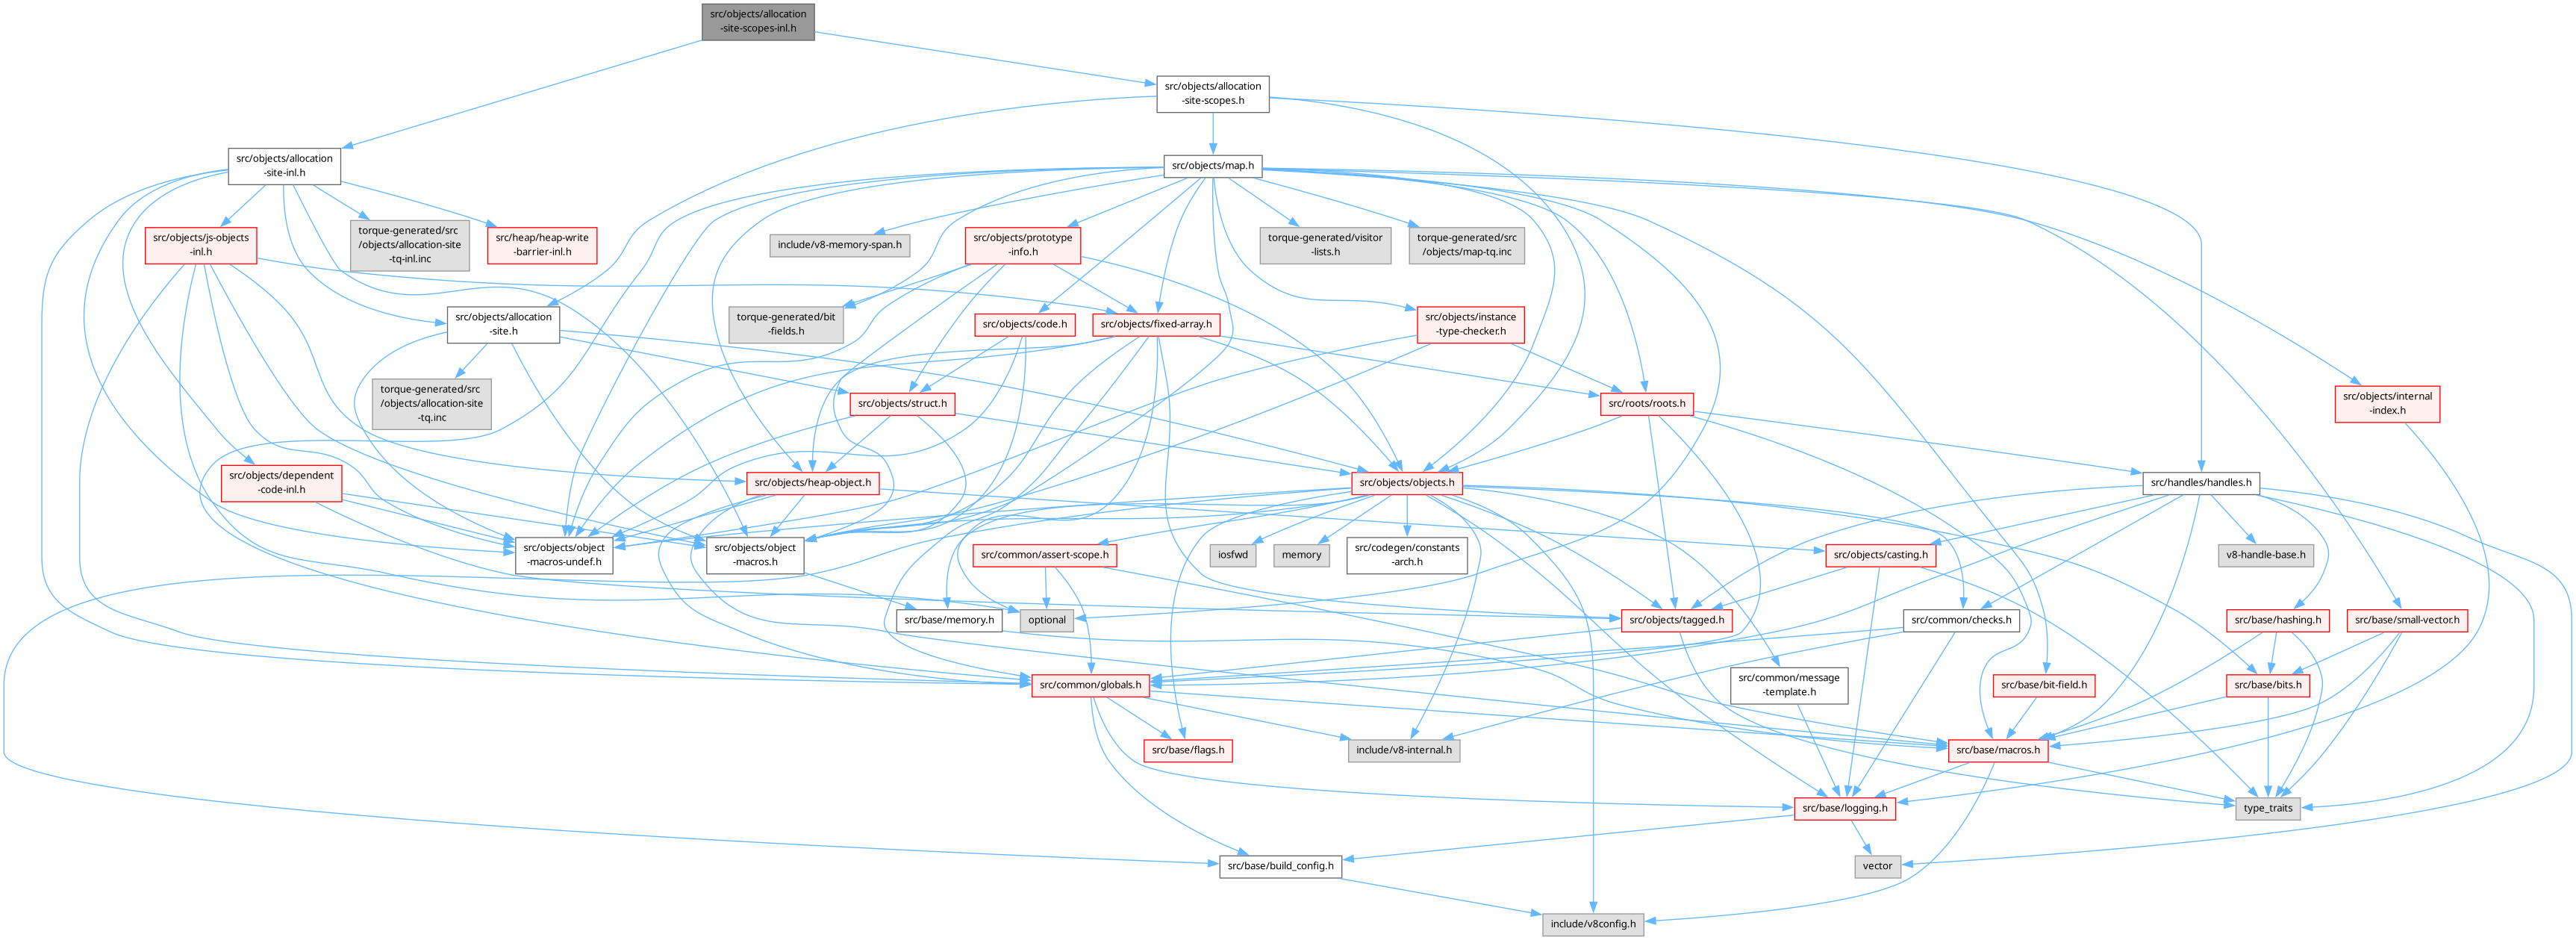 src/objects/allocation
-site-scopes-inl.h
src/objects/allocation
-site-scopes.h
src/objects/allocation
-site-inl.h
src/objects/map.h
src/objects/js-objects
-inl.h
torque-generated/src
/objects/allocation-site
-tq-inl.inc
src/heap/heap-write
-barrier-inl.h
include/v8-memory-span.h
src/objects/prototype
-info.h
torque-generated/visitor
-lists.h
torque-generated/src
/objects/map-tq.inc
src/objects/allocation
-site.h
torque-generated/bit
-fields.h
src/objects/code.h
src/objects/fixed-array.h
src/objects/instance
-type-checker.h
torque-generated/src
/objects/allocation-site
-tq.inc
src/objects/struct.h
src/roots/roots.h
src/objects/internal
-index.h
src/objects/dependent
-code-inl.h
src/objects/heap-object.h
src/objects/objects.h
src/handles/handles.h
src/objects/object
-macros-undef.h
src/objects/object
-macros.h
src/common/assert-scope.h
iosfwd
memory
src/codegen/constants
-arch.h
src/objects/casting.h
v8-handle-base.h
src/base/memory.h
optional
src/objects/tagged.h
src/common/checks.h
src/base/hashing.h
src/base/small-vector.h
src/common/globals.h
src/common/message
-template.h
src/base/bit-field.h
src/base/bits.h
src/base/flags.h
include/v8-internal.h
src/base/macros.h
src/base/logging.h
type_traits
src/base/build_config.h
vector
include/v8config.h